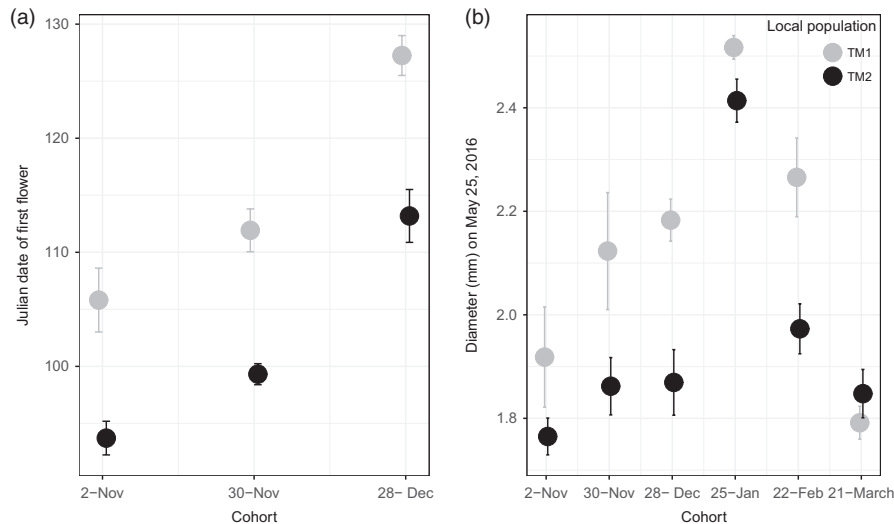 (a)
130
120
110
100
Julian date of first flower
2–Nov
30–Nov
28– Dec
Cohort
(b)
Local population
TM1
TM2
2.4
2.2
2.0
1.8
Diameter (mm) on May 25, 2016
2–Nov
30–Nov
28– Dec
25–Jan
22–Feb
21–March
Cohort